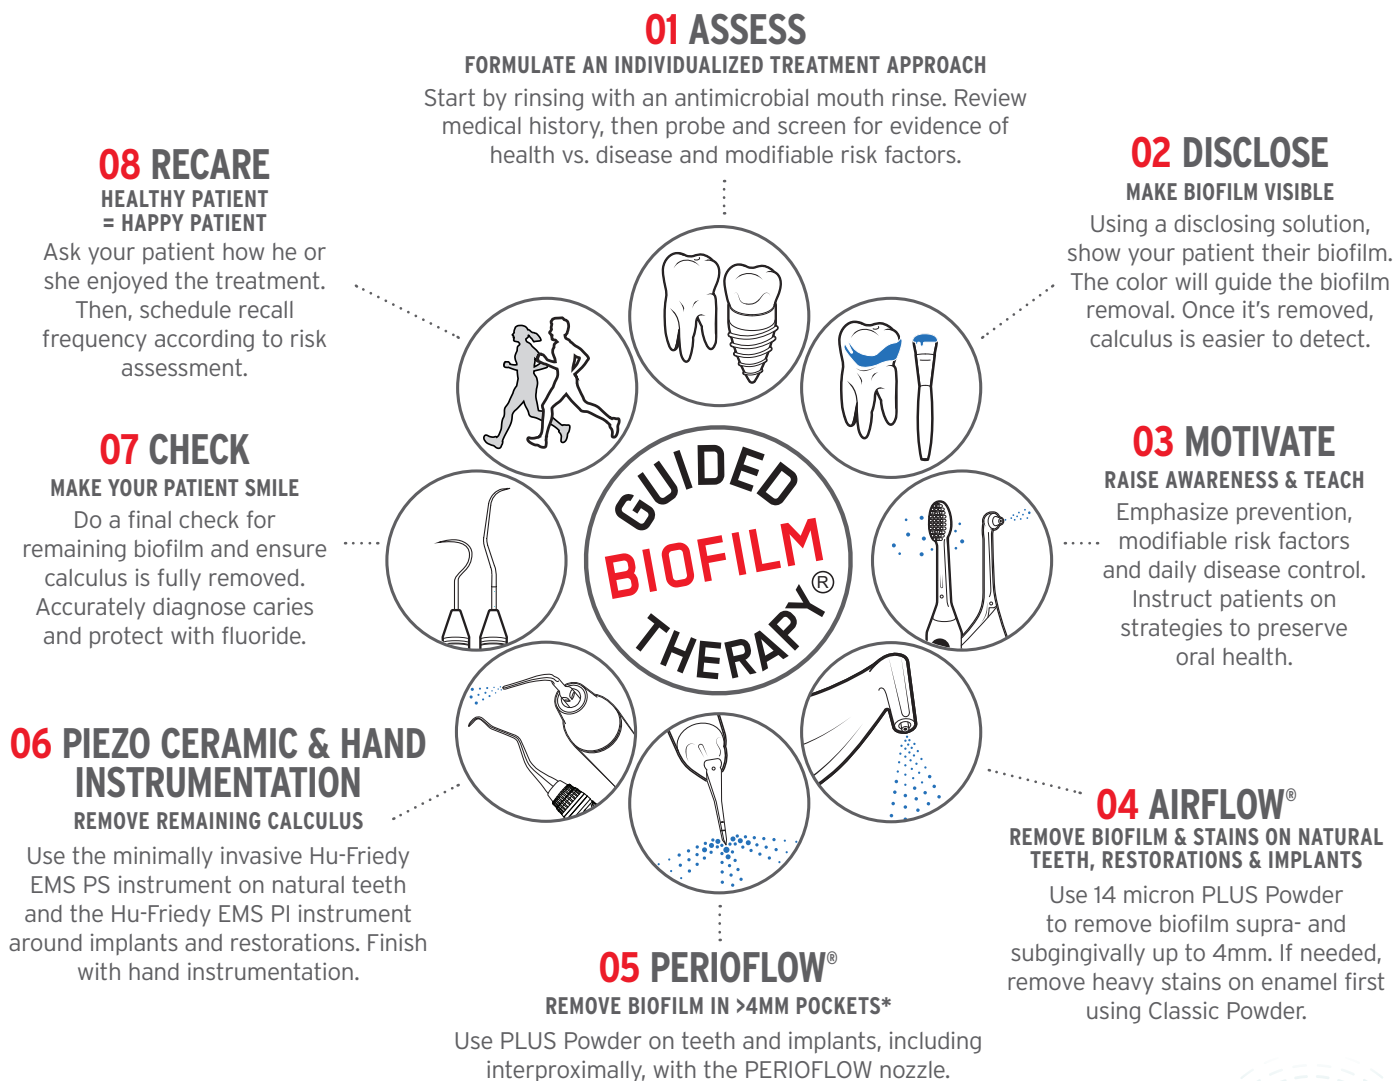 01 ASSESS
FORMULATE AN INDIVIDUALIZED TREATMENT APPROACH
Start by rinsing with an antimicrobial mouth rinse. Review
medical history, then probe and screen for evidence of
health vs. disease and modifiable risk factors.
02 DISCLOSE
MAKE BIOFILM VISIBLE
Using a disclosing solution,
show your patient their biofilm.
The color will guide the biofilm
removal. Once it's removed,
calculus is easier to detect.
03 MOTIVATE
RAISE AWARENESS & TEACH
Emphasize prevention,
modifiable risk factors
and daily disease control.
Instruct patients on
strategies to preserve
oral health.
04 AIRFLOW®
REMOVE BIOFILM & STAINS ON NATURAL
TEETH, RESTORATIONS & IMPLANTS
Use 14 micron PLUS Powder
to remove biofilm supra- and
subgingivally up to 4mm. If needed,
remove heavy stains on enamel first
using Classic Powder.
05 PERIOFLOW®
REMOVE BIOFILM IN >4MM POCKETS*
Use PLUS Powder on teeth and implants, including
interproximally, with the PERIOFLOW nozzle.
06 PIEZO CERAMIC & HAND
INSTRUMENTATION
REMOVE REMAINING CALCULUS
Use the minimally invasive Hu-Friedy
EMS PS instrument on natural teeth
and the Hu-Friedy EMS PI instrument
around implants and restorations. Finish
with hand instrumentation.
07 CHECK
MAKE YOUR PATIENT SMILE
Do a final check for
remaining biofilm and ensure
calculus is fully removed.
Accurately diagnose caries
and protect with fluoride.
08 RECARE
HEALTHY PATIENT
= HAPPY PATIENT
Ask your patient how he or
she enjoyed the treatment.
Then, schedule recall
frequency according to risk
assessment.
GUIDED
BIOFILM
THERAPY®